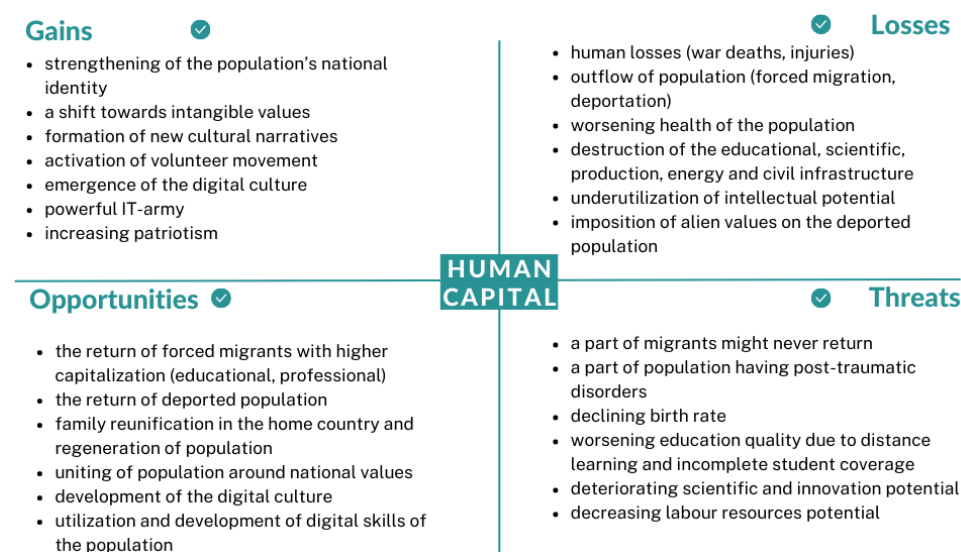 Gains
• strengthening of the population's national
identity
• a shift towards intangible values
• formation of new cultural narratives
• activation of volunteer movement
• emergence of the digital culture
• powerful IT-army
• increasing patriotism
Losses
• human losses (war deaths, injuries)
• outflow of population (forced migration,
deportation)
• worsening health of the population
• destruction of the educational, scientific,
production, energy and civil infrastructure
• underutilization of intellectual potential
• imposition of alien values on the deported
population
HUMAN
CAPITAL
Opportunities
• the return of forced migrants with higher
capitalization (educational, professional)
• the return of deported population
• family reunification in the home country and
regeneration of population
• uniting of population around national values
• development of the digital culture
• utilization and development of digital skills of
the population
Threats
• a part of migrants might never return
• a part of population having post-traumatic
disorders
• declining birth rate
• worsening education quality due to distance
learning and incomplete student coverage
• deteriorating scientific and innovation potential
• decreasing labour resources potential